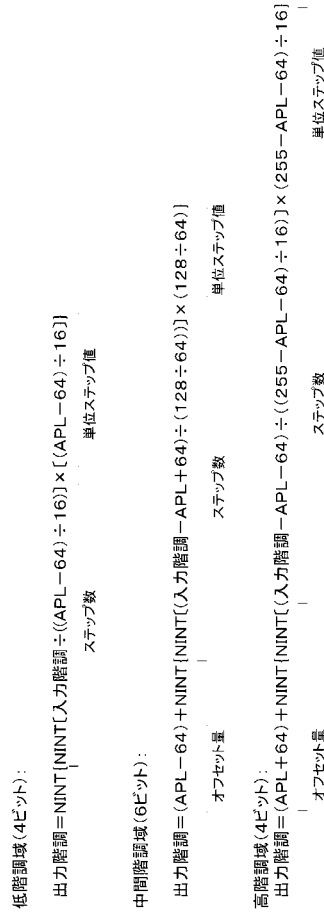 低階調域(4ビット):
出力階調=NINT{NINT[入力階調÷((APL-64)÷16)]×[(APL-64)÷16]}
ステップ数 単位ステップ値
中間階調域(6ビット):
出力階調=(APL-64)+NINT{NINT[(入力階調-APL+64)÷(128÷64))]×(128÷64)}
オフセット量 ステップ数 単位ステップ値
高階調域(4ビット):
出力階調=(APL+64)+NINT{NINT[(入力階調-APL-64)÷((255-APL-64)÷16)]×(255-APL-64)÷16}
オフセット量 ステップ数 単位ステップ値